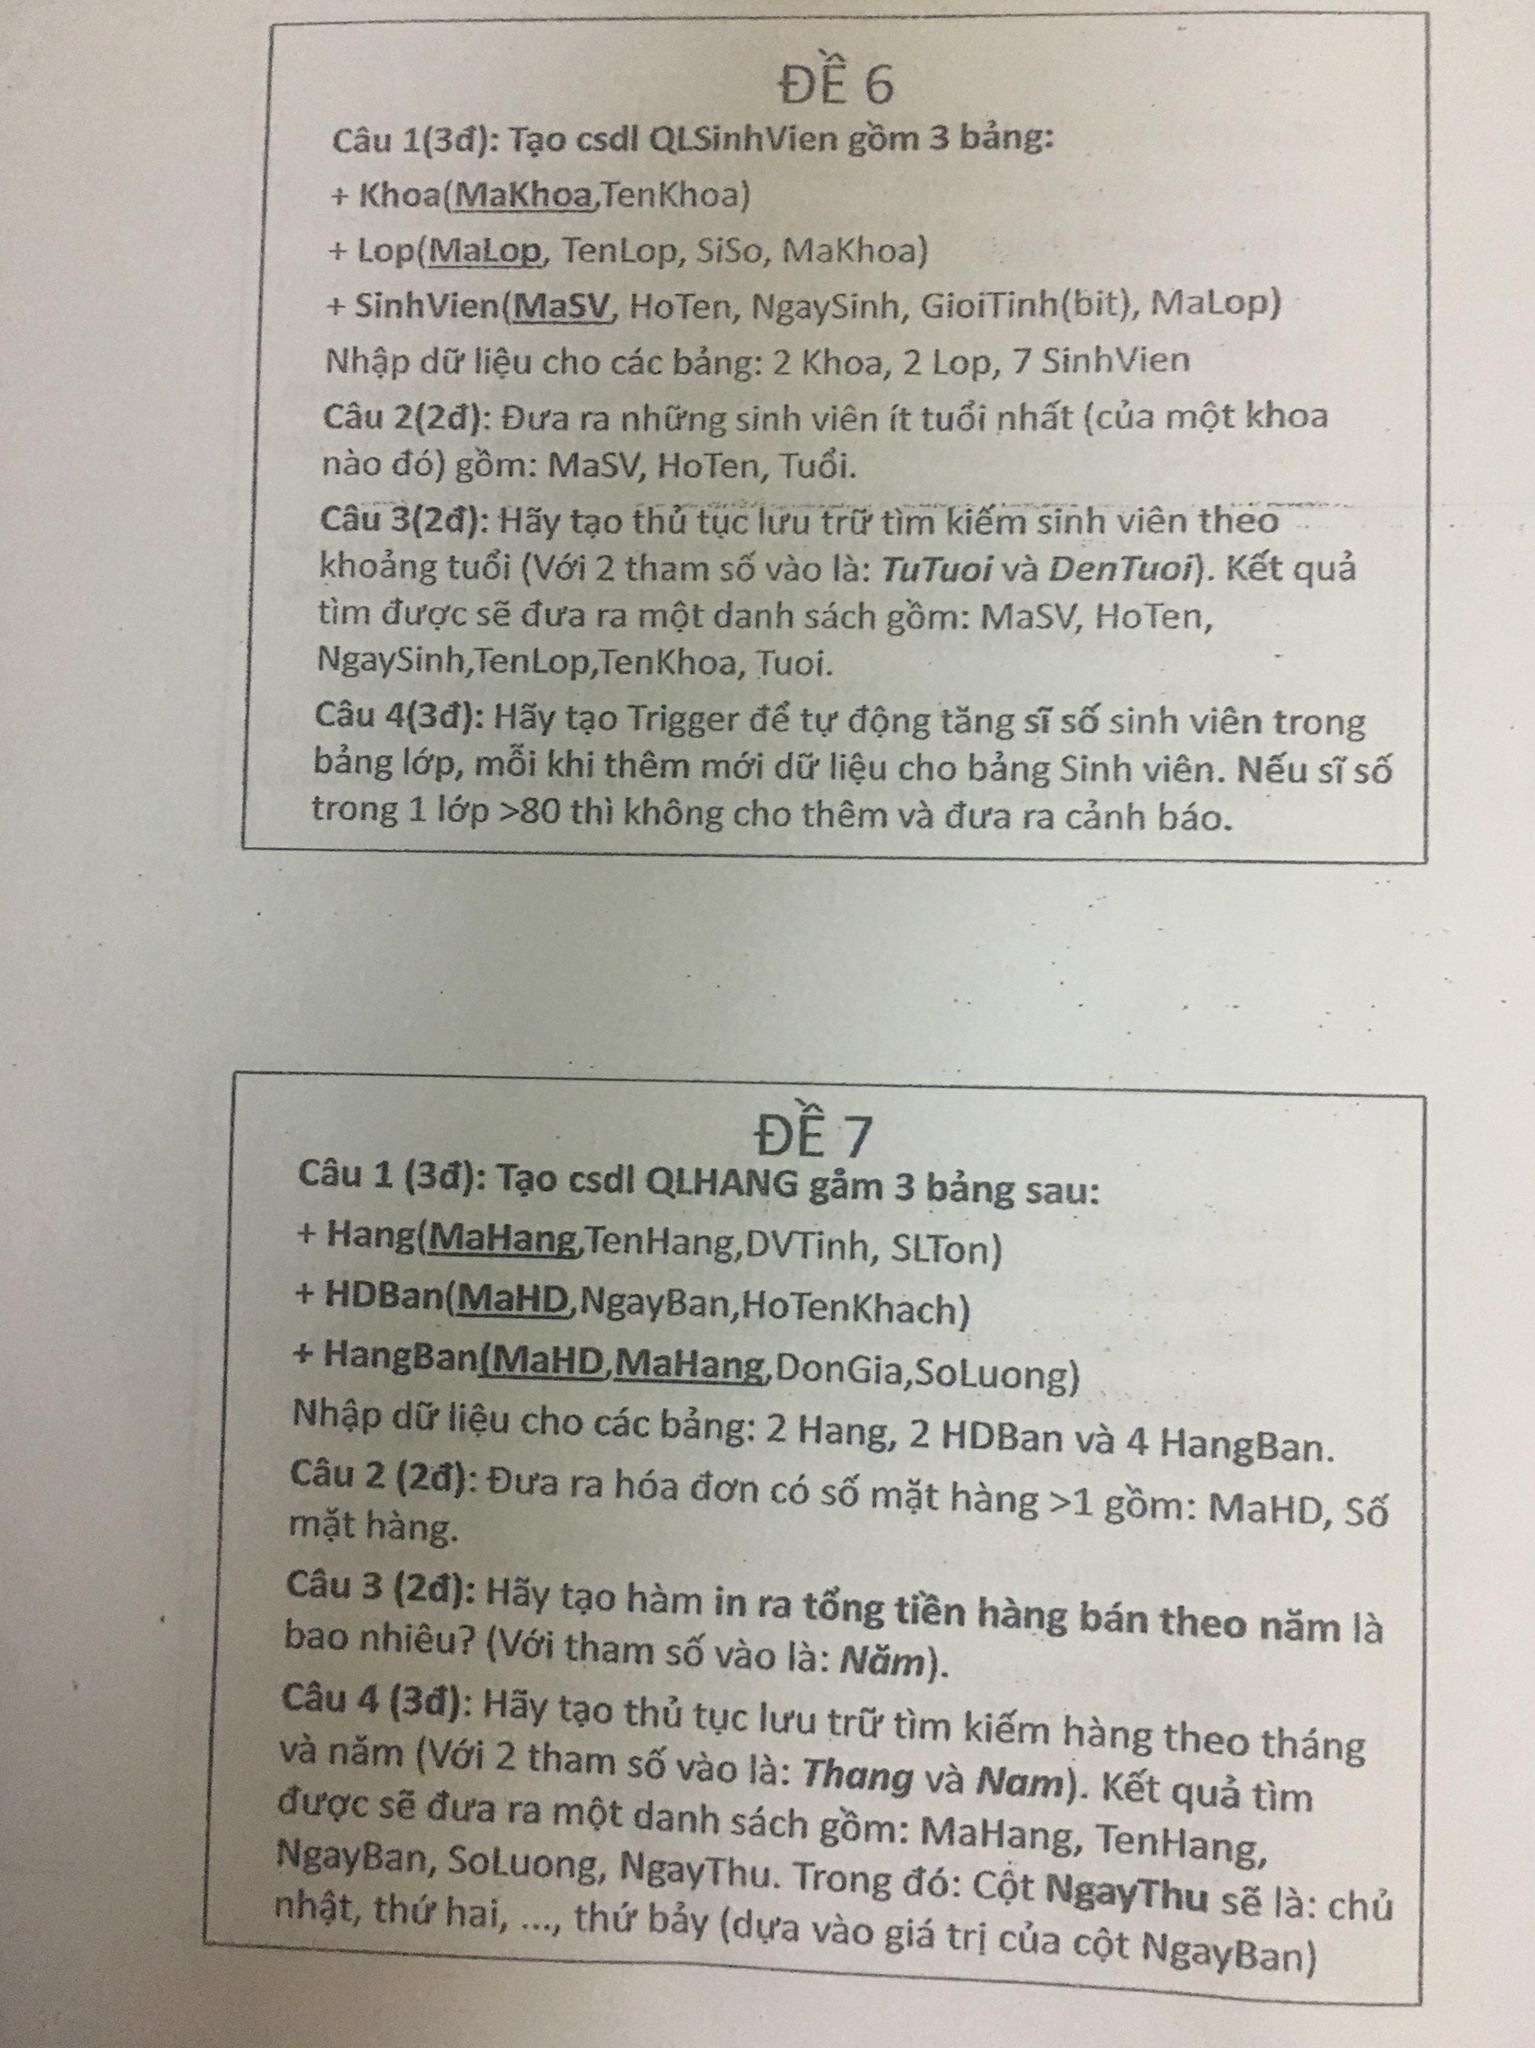 ĐỀ 6
Câu 1(3đ): Tạo csdl QLSinhVien gồm 3 bảng:
+ Khoa(MaKhoa,TenKhoa)
+ Lop(MaLop, TenLop, SiSo, MaKhoa)
+ SinhVien(MaSV, HoTen, NgaySinh, GioiTinh(bit), MaLop)
Nhập dữ liệu cho các bảng: 2 Khoa, 2 Lop, 7 SinhVien
Câu 2(2đ): Đưa ra những sinh viên ít tuổi nhất (của một khoa
nào đó) gồm: MaSV, HoTen, Tuổi.
Câu 3(2đ): Hãy tạo thủ tục lưu trữ tìm kiếm sinh viên theo
khoảng tuổi (Với 2 tham số vào là: TuTuoi và DenTuoi). Kết quả
tìm được sẽ đưa ra một danh sách gồm: MaSV, HoTen,
NgaySinh,TenLop,TenKhoa, Tuoi.
Câu 4(3đ): Hãy tạo Trigger để tự động tăng sĩ số sinh viên trong
bảng lớp, mỗi khi thêm mới dữ liệu cho bảng Sinh viên. Nếu sĩ số
trong 1 lớp >80 thì không cho thêm và đưa ra cảnh báo.
ĐỀ 7
Câu 1 (3đ): Tạo csdl QLHANG gåm 3 bảng sau:
+ Hang(MaHang,TenHang,DVTinh, SLTon)
+ HDBan(MaHD,NgayBan,HoTenKhach)
+ HangBan(MaHD,MaHang,DonGia,SoLuong)
Nhập dữ liệu cho các bảng: 2 Hang, 2 HDBan và 4 HangBan.
Câu 2 (2đ): Đưa ra hóa đơn có số mặt hàng >1 gồm: MaHD, Số
mặt hàng.
Câu 3 (2đ): Hãy tạo hàm in ra tổng tiền hàng bán theo năm là
bao nhiêu? (Với tham số vào là: Năm).
Câu 4 (3đ): Hãy tạo thủ tục lưu trữ tìm kiếm hàng theo tháng
và năm (Với 2 tham số vào là: Thang và Nam). Kết quả tìm
được sẽ đưa ra một danh sách gồm: MaHang, TenHang,
NgayBan, SoLuong, NgayThu. Trong đó: Cột NgayThu sẽ là: chủ
nhật, thứ hai, ..., thứ bảy (dựa vào giá trị của cột NgayBan)